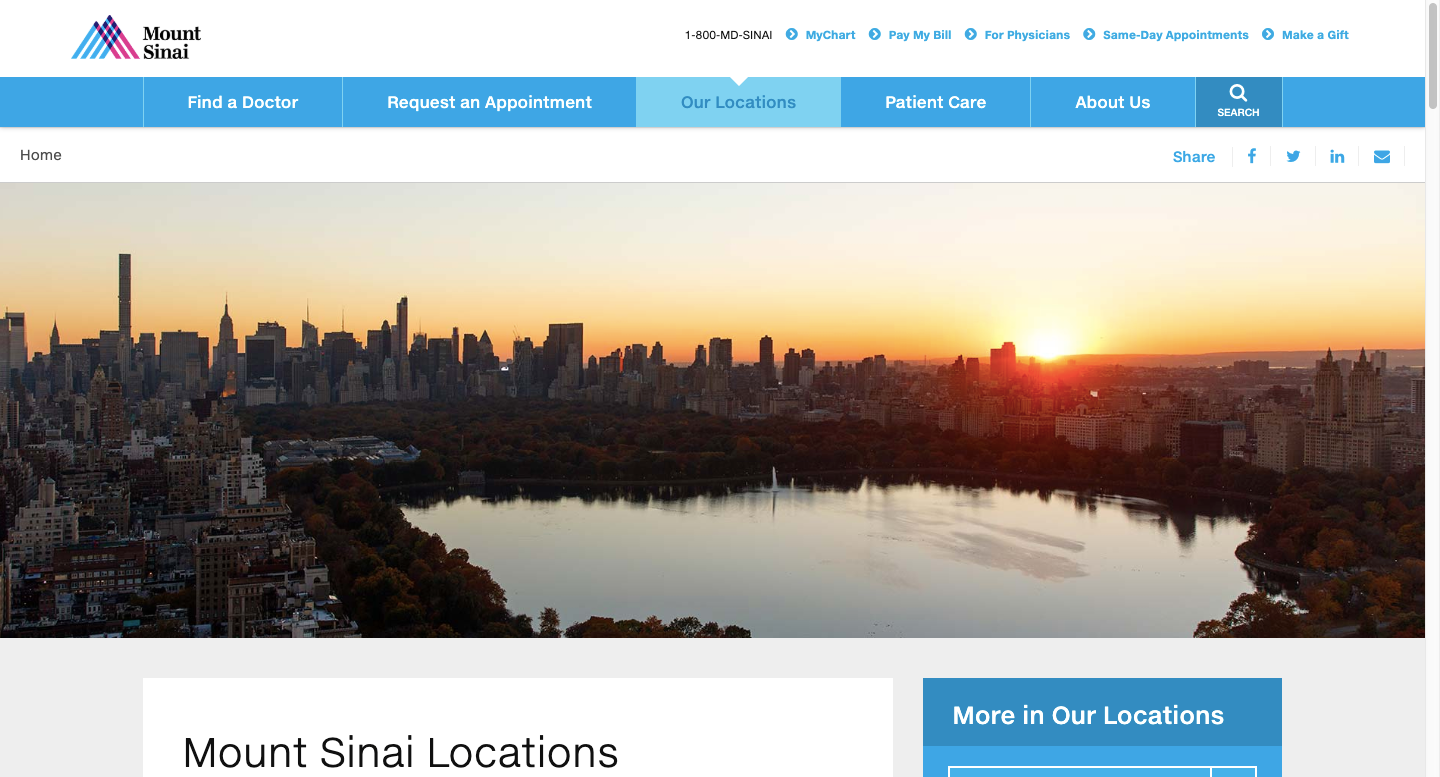 Mount
Sinai
1-800-MD-SINAI MyChart Pay My Bill For Physicians Same-Day Appointments Make a Gift
Find a Doctor Request an Appointment Our Locations Patient Care About Us SEARCH
Home
Share
Mount Sinai Locations
More in Our Locations